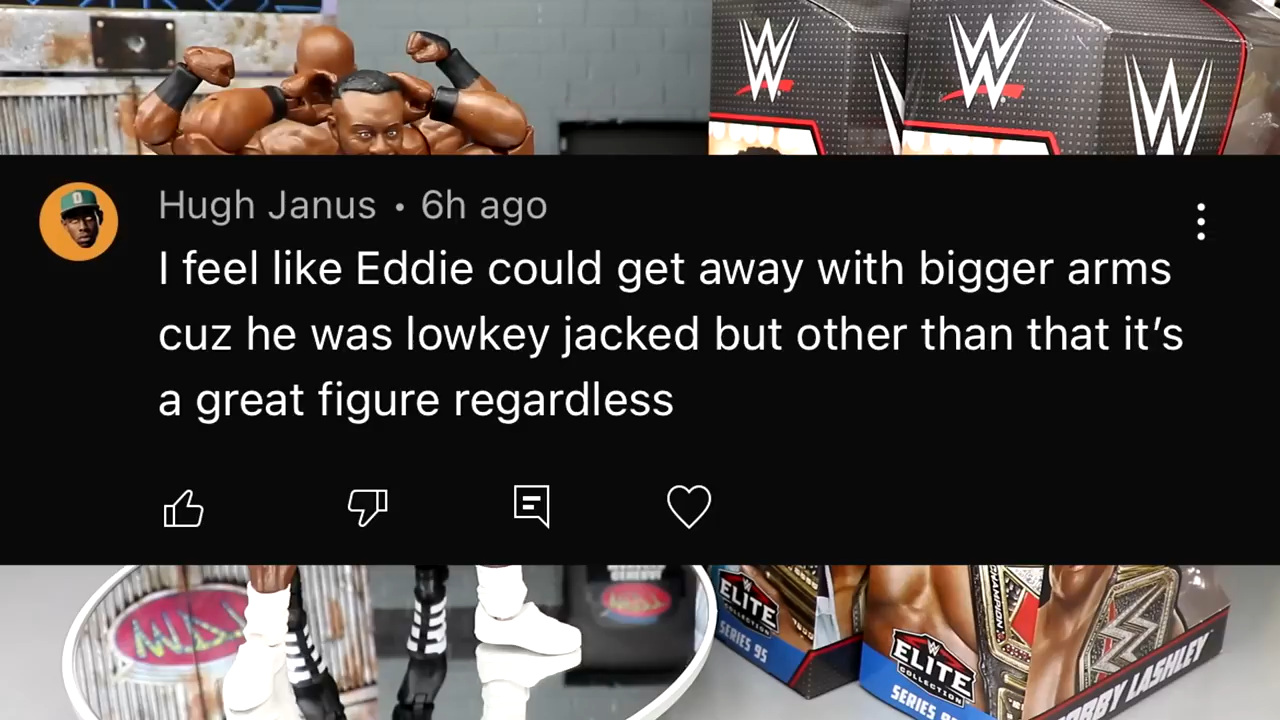 W
W
W
Hugh Janus • 6h ago
I feel like Eddie could get away with bigger arms
cuz he was lowkey jacked but other than that it’s
a great figure regardless
ELITE
COLLECTION
SERIES 95
CHAMPION
ELITE
COLLECTION
BOBBY LASHLEY